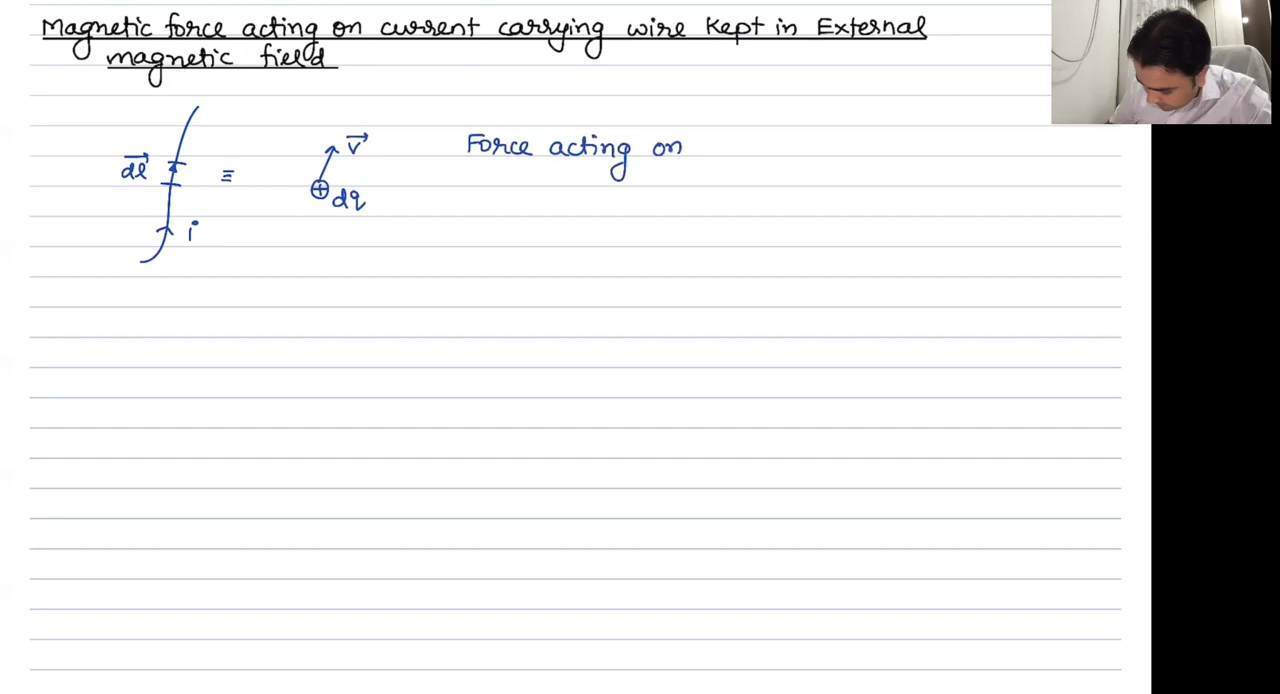 Magnetic force acting on current carrying wire kept in External
magnetic field
Force acting on
v⃗
dl⃗ ≡
⊕ dq
i